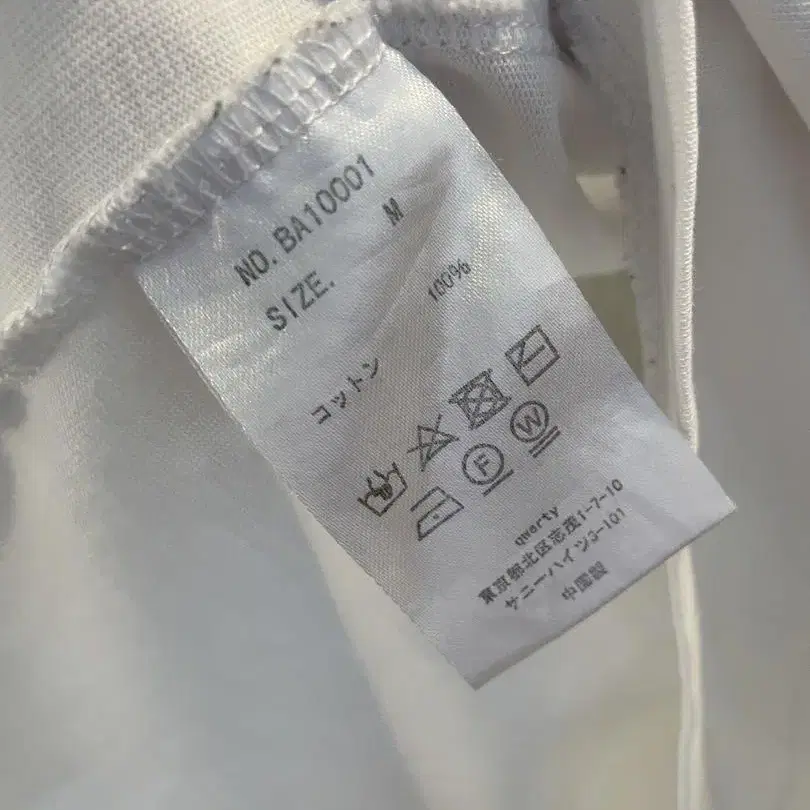 NO. BA10001
SIZE. M
コットン 100%
F W
qwerty
東京都北区志茂1-7-10
サニーハイツ3-101
中国製